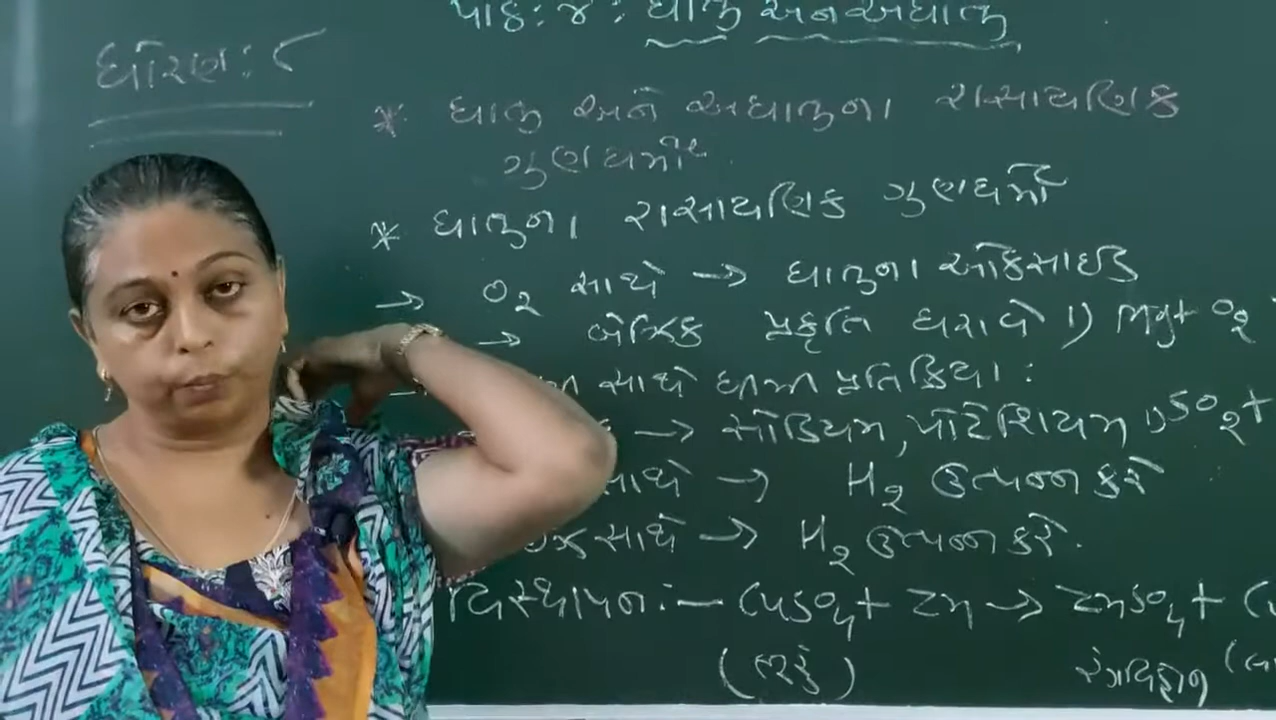 પાઠ : ૪ : ધાતુ અને અધાતુ
ધોરણ : ૮
* ધાતુ અને અધાતુના રાસાયણિક
ગુણધર્મો
* ધાતુના રાસાયણિક ગુણધર્મો
→ O2 સાથે → ધાતુના ઓકસાઇડ
→ બેઝિક પ્રકૃતિ ધરાવે 1) Mg + O2
સાથે ધાતુની પ્રતિક્રિયા :
→ સોડિયમ, પોટેશિયમ 1) SO2 +
સાથે → H2 ઉત્પન્ન કરે
સાથે → H2 ઉત્પન્ન કરે.
વિસ્થાપન :- CuSO4 + Zn → ZnSO4 +
(ભૂરું) રંગવિહીન